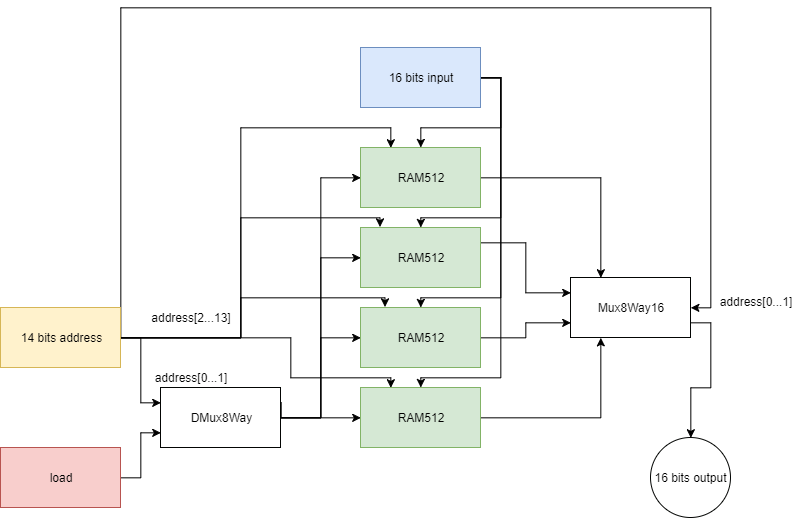 16 bits input
RAM512
RAM512
RAM512
RAM512
14 bits address
address[2...13]
address[0...1]
DMux8Way
load
Mux8Way16
address[0...1]
16 bits output